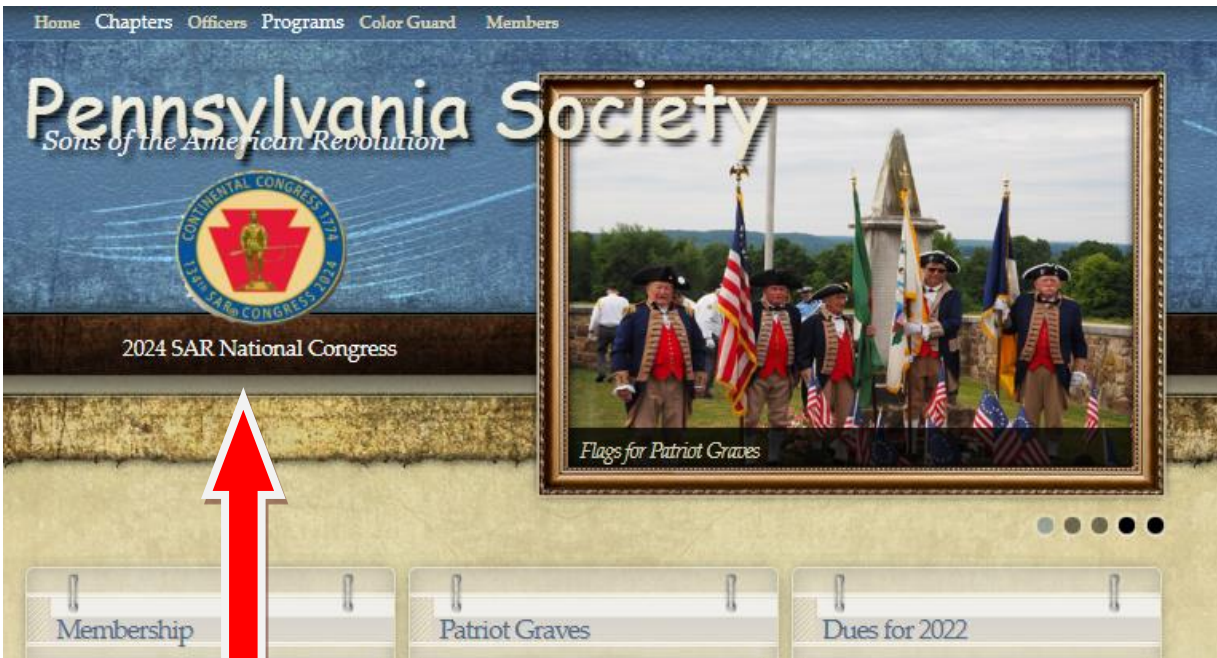 Home Chapters Officers Programs Color Guard Members
Pennsylvania Society
Sons of the American Revolution
CONTINENTAL CONGRESS 1774
134th SAR CONGRESS 2024
2024 SAR National Congress
Flags for Patriot Graves
Membership
Patriot Graves
Dues for 2022